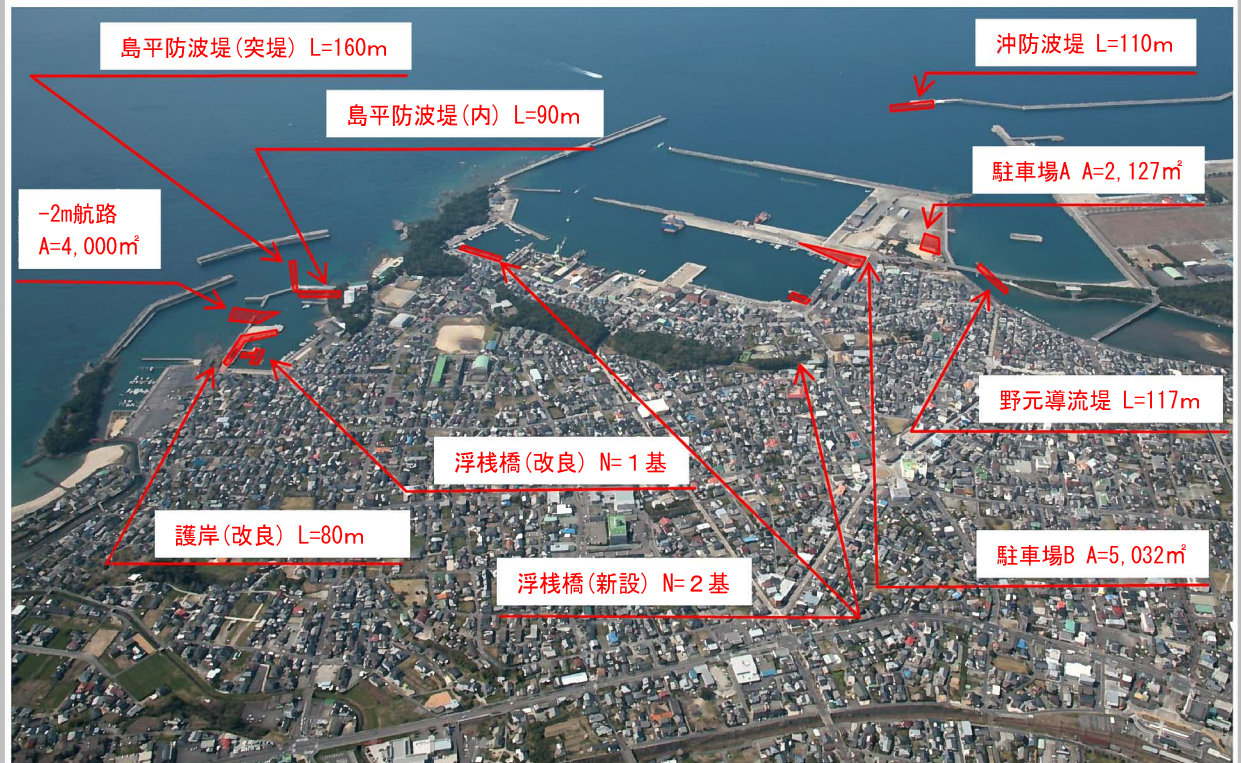 島平防波堤(突堤) L=160m
沖防波堤 L=110m
島平防波堤(内) L=90m
駐車場A A=2,127㎡
-2m航路
A=4,000㎡
野元導流堤 L=117m
浮桟橋(改良) N=1基
護岸(改良) L=80m
駐車場B A=5,032㎡
浮桟橋(新設) N=2基